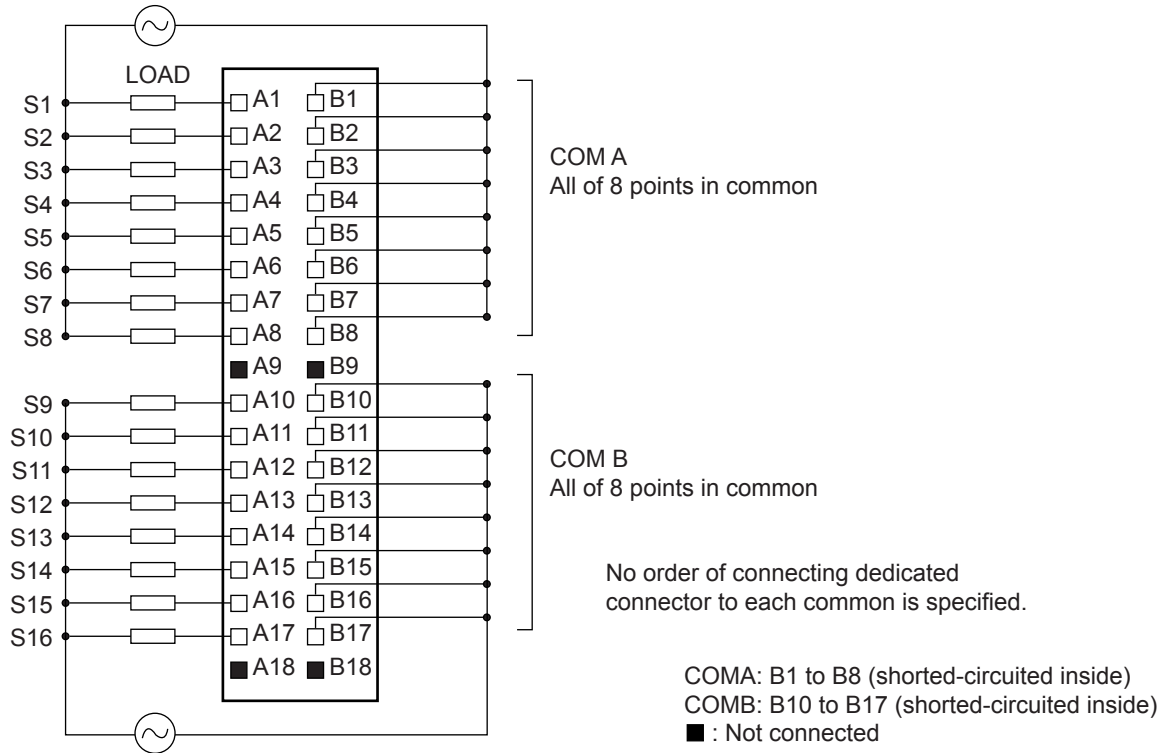 LOAD
S1 A1 B1
S2 A2 B2
S3 A3 B3
S4 A4 B4
S5 A5 B5
S6 A6 B6
S7 A7 B7
S8 A8 B8
A9 B9
S9 A10 B10
S10 A11 B11
S11 A12 B12
S12 A13 B13
S13 A14 B14
S14 A15 B15
S15 A16 B16
S16 A17 B17
A18 B18
COM A
All of 8 points in common
COM B
All of 8 points in common
No order of connecting dedicated
connector to each common is specified.
COMA: B1 to B8 (shorted-circuited inside)
COMB: B10 to B17 (shorted-circuited inside)
■ : Not connected